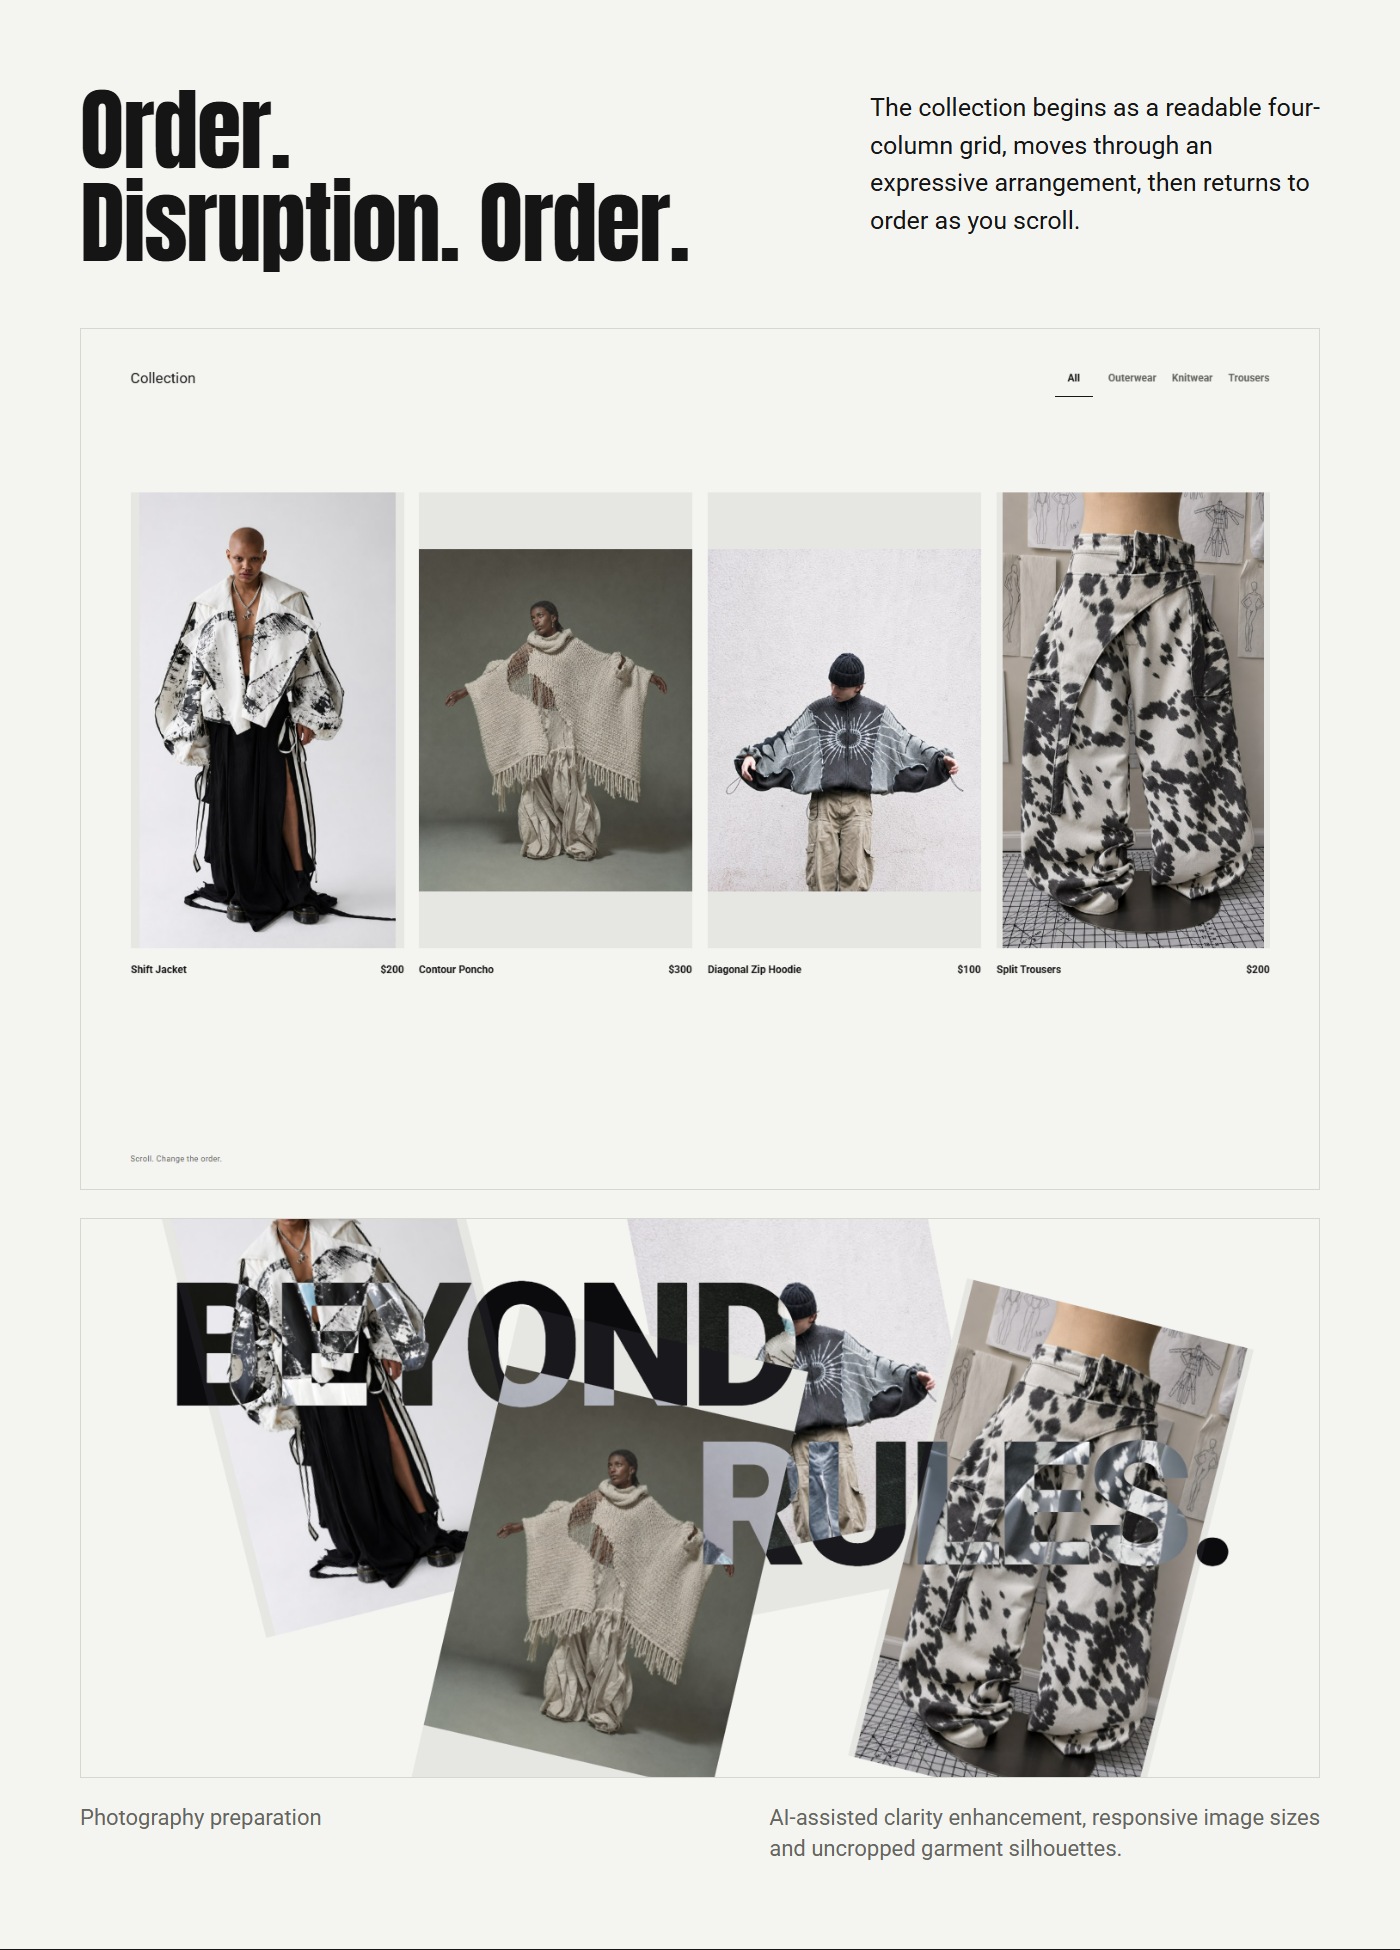 Order.
Disruption. Order.
The collection begins as a readable four-
column grid, moves through an
expressive arrangement, then returns to
order as you scroll.
Collection
All Outerwear Knitwear Trousers
Shift Jacket $200 Contour Poncho $300 Diagonal Zip Hoodie $100 Split Trousers $200
Scroll. Change the order.
BEYOND
RULES.
Photography preparation
AI-assisted clarity enhancement, responsive image sizes
and uncropped garment silhouettes.